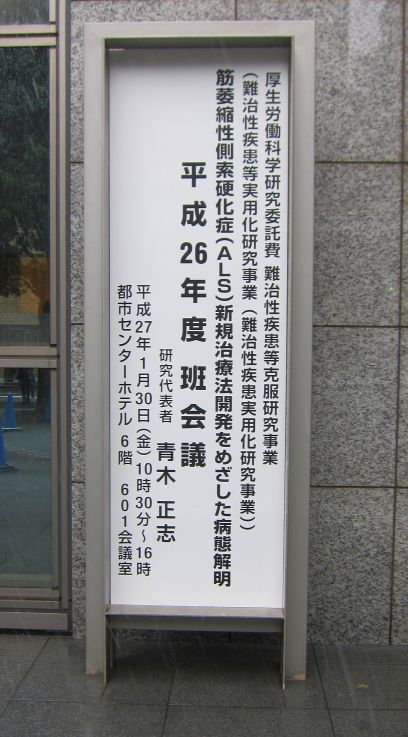 厚生労働科学研究委託費 難治性疾患等克服研究事業
(難治性疾患等実用化研究事業(難治性疾患実用化研究事業))
筋萎縮性側索硬化症(ALS)新規治療法開発をめざした病態解明
平成26年度班会議
研究代表者 青木 正志
平成27年1月30日(金)10時30分~16時
都市センターホテル 6階 601会議室